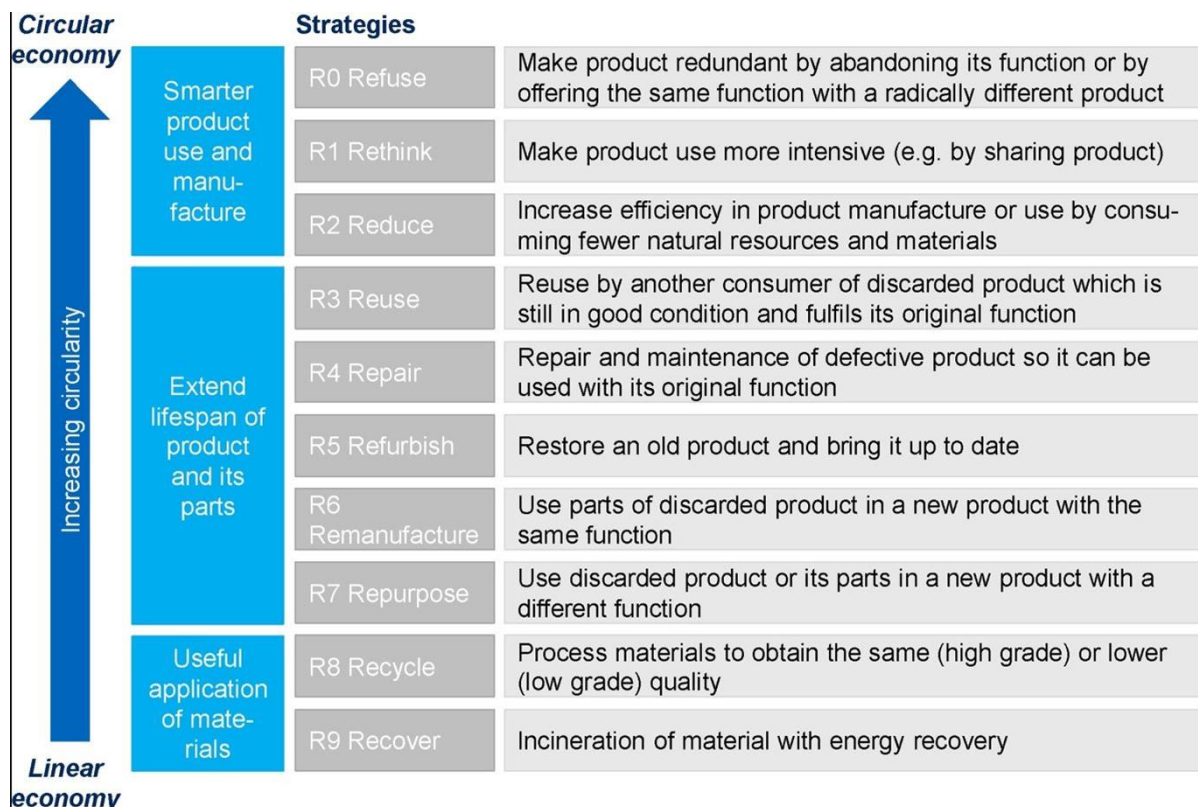 Circular
economy
Strategies
Increasing circularity
Linear
economy
Smarter
product
use and
manu-
facture
R0 Refuse
Make product redundant by abandoning its function or by
offering the same function with a radically different product
R1 Rethink
Make product use more intensive (e.g. by sharing product)
R2 Reduce
Increase efficiency in product manufacture or use by consu-
ming fewer natural resources and materials
Extend
lifespan of
product
and its
parts
R3 Reuse
Reuse by another consumer of discarded product which is
still in good condition and fulfils its original function
R4 Repair
Repair and maintenance of defective product so it can be
used with its original function
R5 Refurbish
Restore an old product and bring it up to date
R6
Remanufacture
Use parts of discarded product in a new product with the
same function
R7 Repurpose
Use discarded product or its parts in a new product with a
different function
Useful
application
of mate-
rials
R8 Recycle
Process materials to obtain the same (high grade) or lower
(low grade) quality
R9 Recover
Incineration of material with energy recovery